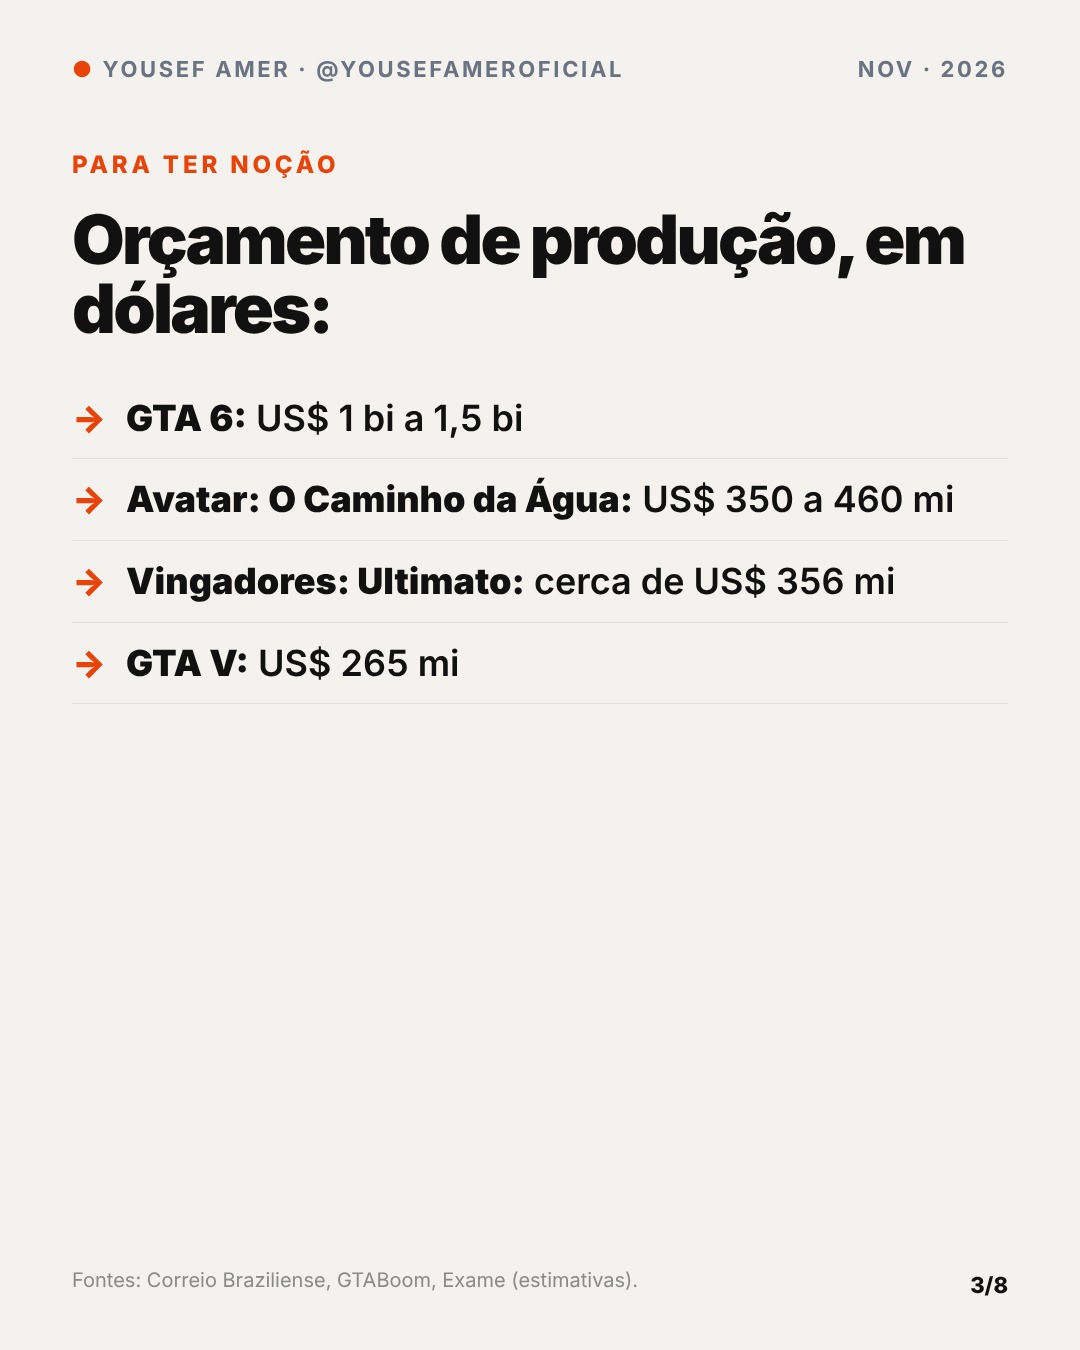 YOUSEF AMER · @YOUSEFAMEROFICIAL
NOV · 2026
PARA TER NOÇÃO
Orçamento de produção, em
dólares:
→ GTA 6: US$ 1 bi a 1,5 bi
→ Avatar: O Caminho da Água: US$ 350 a 460 mi
→ Vingadores: Ultimato: cerca de US$ 356 mi
→ GTA V: US$ 265 mi
Fontes: Correio Braziliense, GTABoom, Exame (estimativas).
3/8